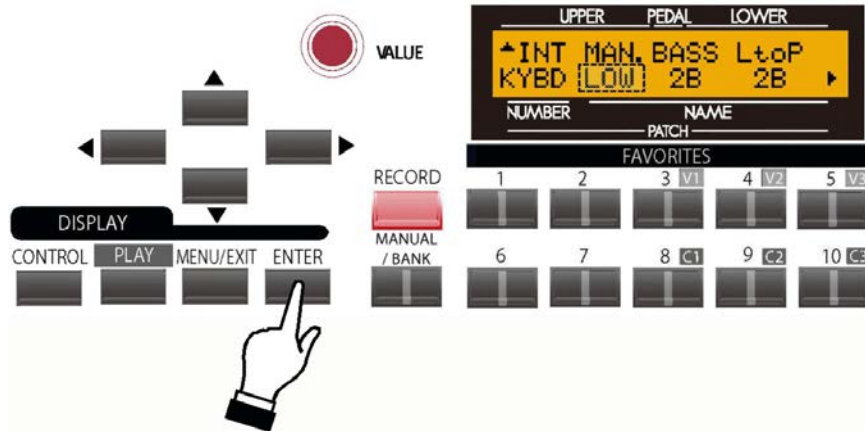 VALUE
UPPER PEDAL LOWER
INT MAN. BASS LtoP
KYBD LOW 2B 2B
NUMBER NAME
PATCH
FAVORITES
RECORD
1 2 3 V1 4 V2 5 V3
DISPLAY
CONTROL PLAY MENU/EXIT ENTER
MANUAL
/ BANK
6 7 8 C1 9 C2 10 C3